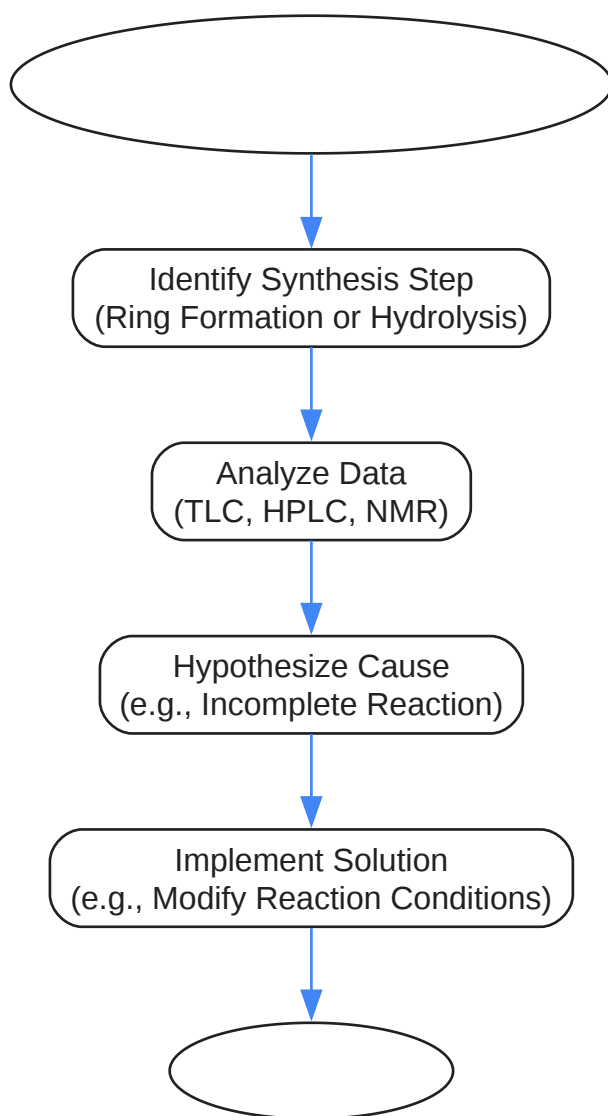 Identify Synthesis Step
(Ring Formation or Hydrolysis)
Analyze Data
(TLC, HPLC, NMR)
Hypothesize Cause
(e.g., Incomplete Reaction)
Implement Solution
(e.g., Modify Reaction Conditions)